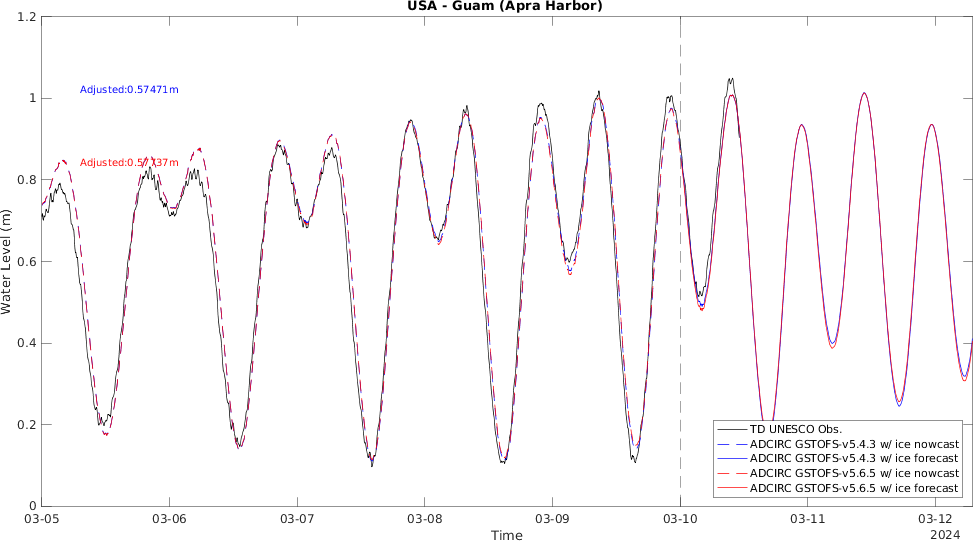 USA - Guam (Apra Harbor)
1.2
1
0.8
0.6
0.4
0.2
0
Water Level (m)
Adjusted:0.57471m
TD UNESCO Obs.
ADCIRC GSTOFS-v5.4.3 w/ ice nowcast
ADCIRC GSTOFS-v5.4.3 w/ ice forecast
ADCIRC GSTOFS-v5.6.5 w/ ice nowcast
ADCIRC GSTOFS-v5.6.5 w/ ice forecast
03-05 03-06 03-07 03-08 03-09 03-10 03-11 03-12
2024
Time